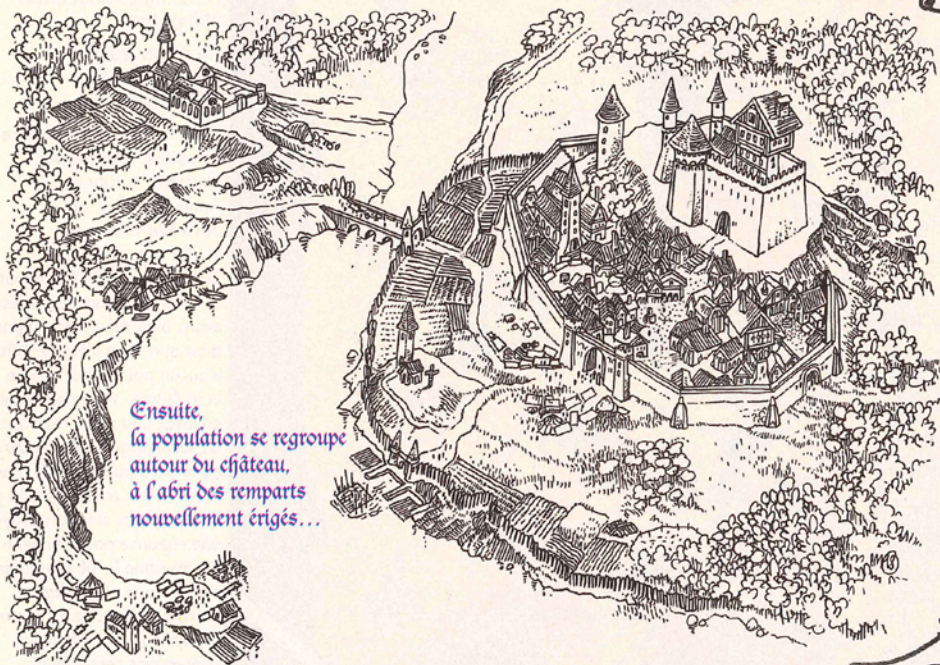 Ensuite,
la population se regroupe
autour du château,
à l'abri des remparts
nouvellement érigés...